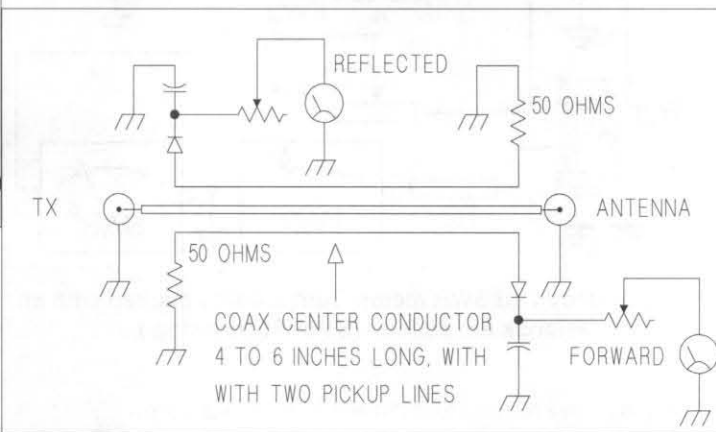 REFLECTED
50 OHMS
TX
ANTENNA
50 OHMS
COAX CENTER CONDUCTOR
4 TO 6 INCHES LONG, WITH
WITH TWO PICKUP LINES
FORWARD